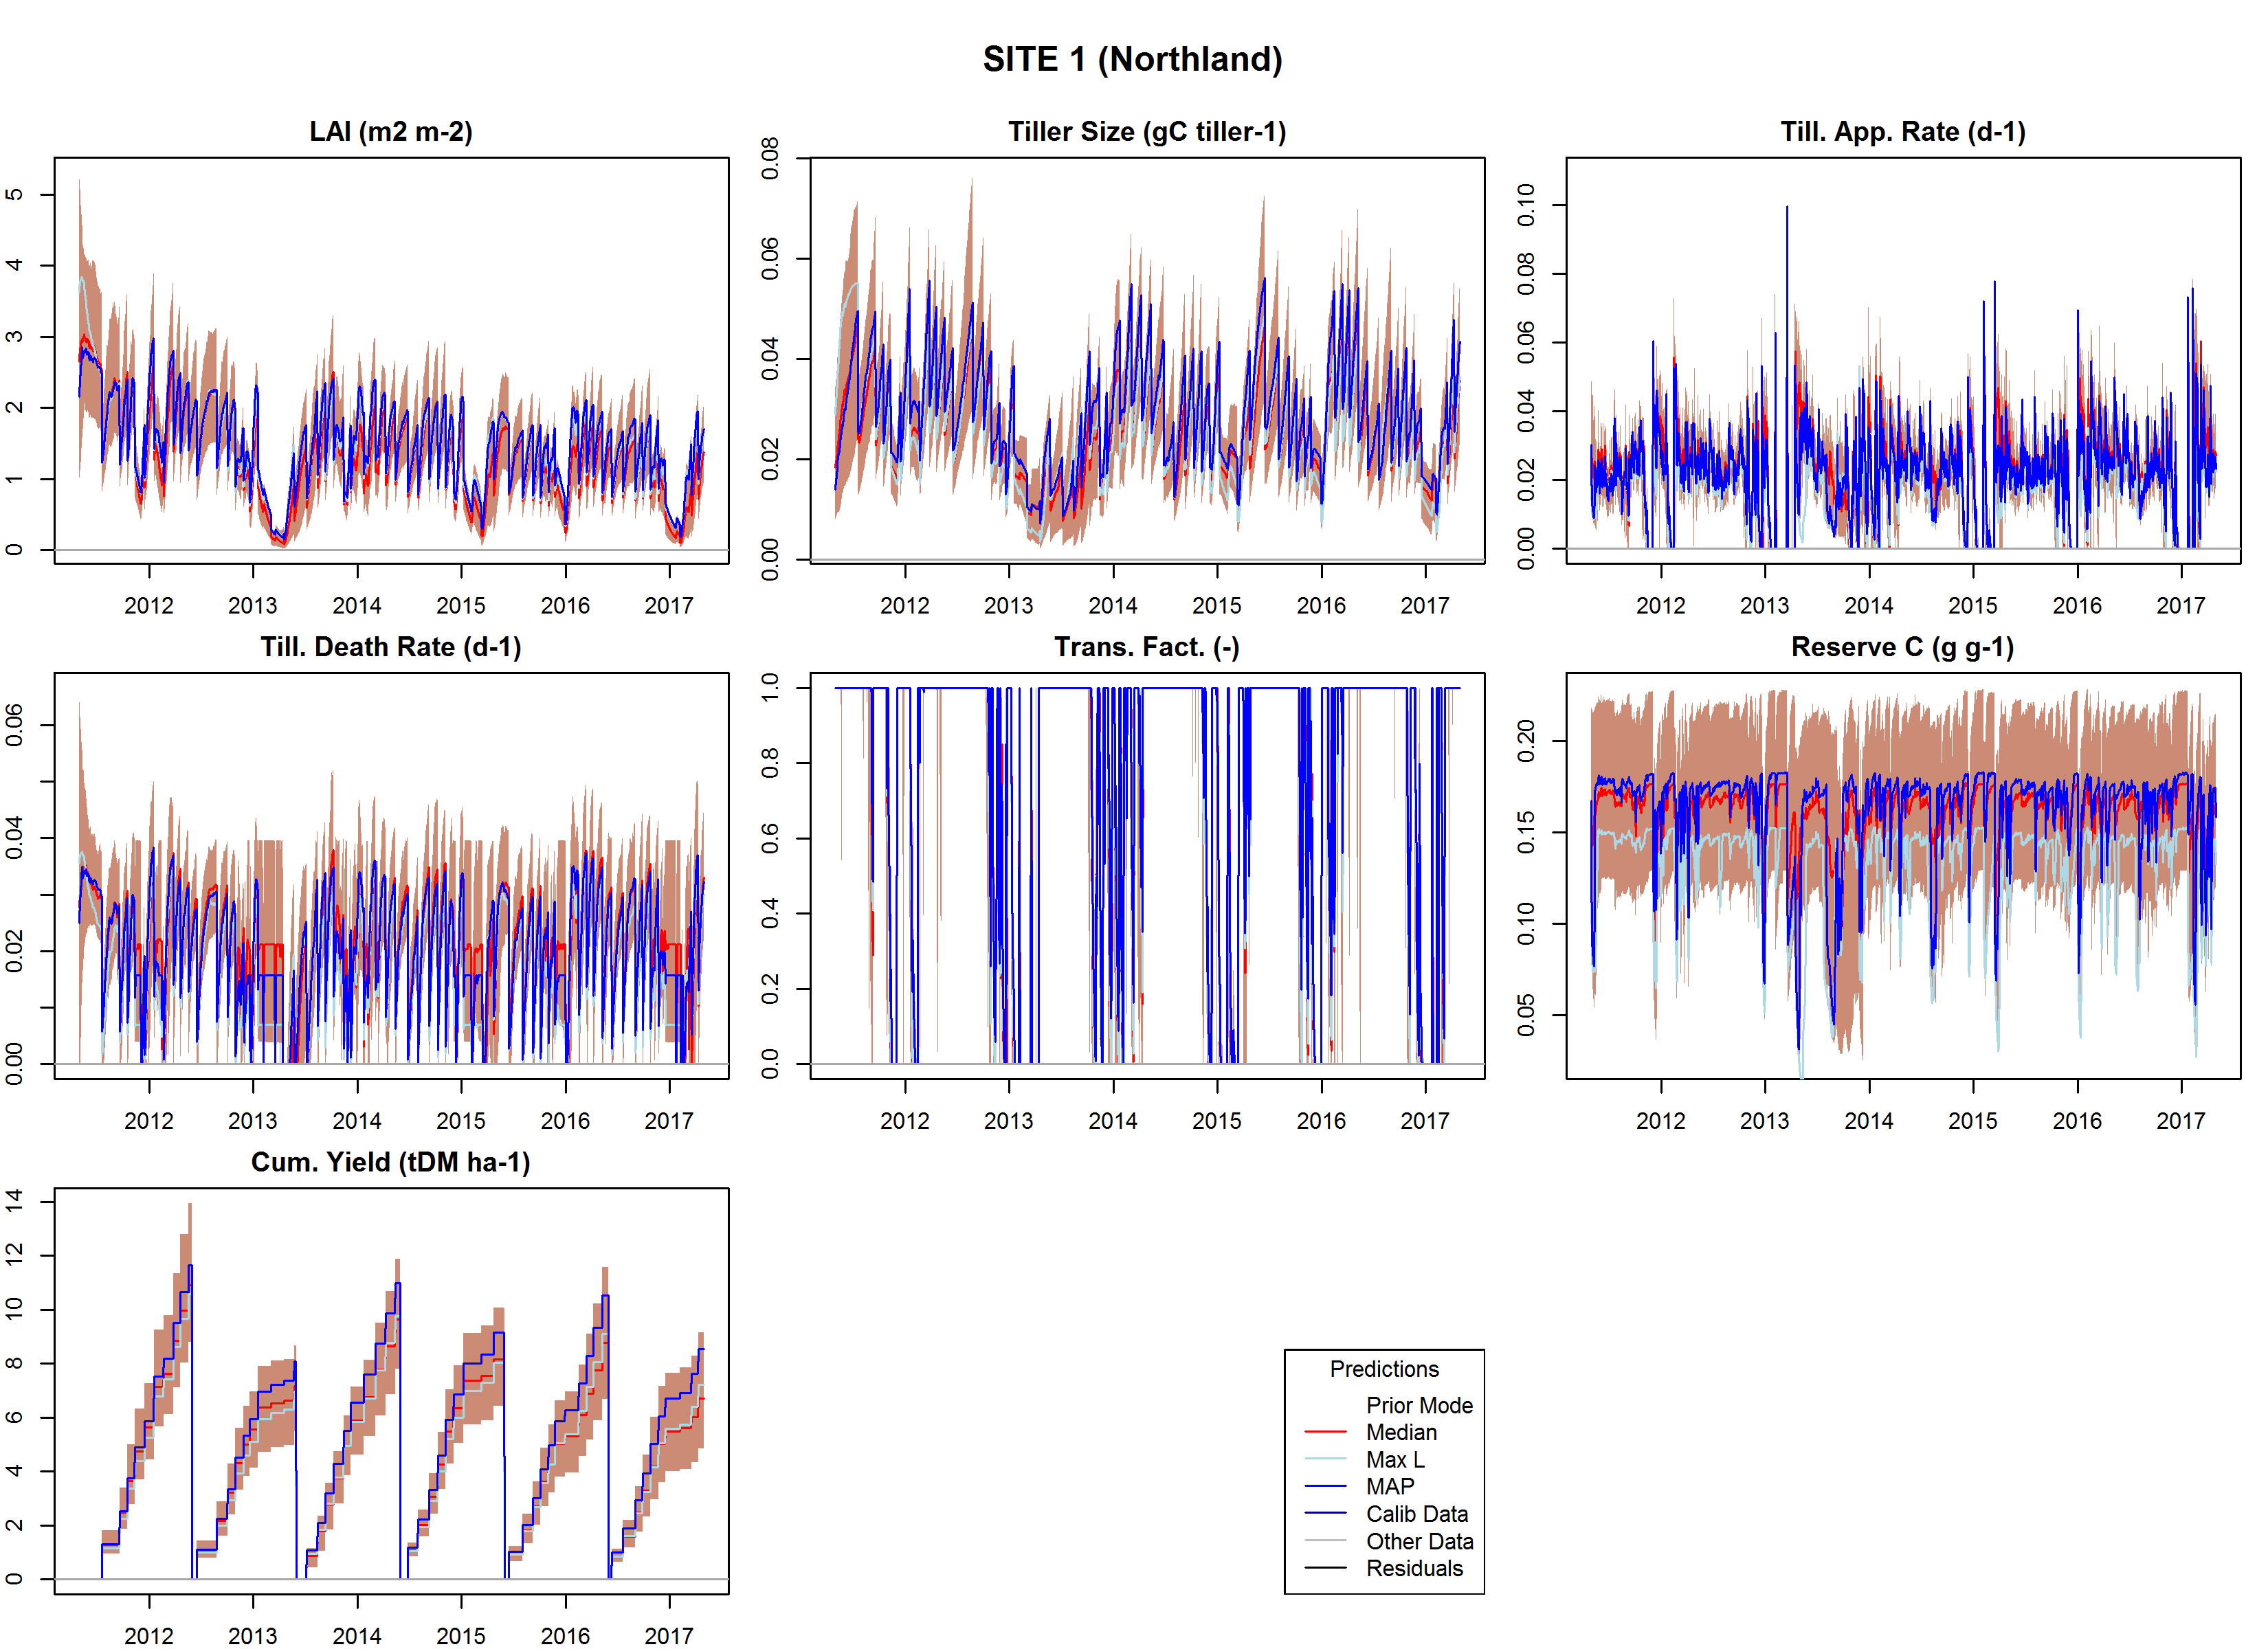 SITE 1 (Northland)
LAI (m2 m-2)
0 1 2 3 4 5
2012 2013 2014 2015 2016 2017
Tiller Size (gC tiller-1)
0.00 0.02 0.04 0.06 0.08
2012 2013 2014 2015 2016 2017
Till. App. Rate (d-1)
0.00 0.02 0.04 0.06 0.08 0.10
2012 2013 2014 2015 2016 2017
Till. Death Rate (d-1)
0.00 0.02 0.04 0.06
2012 2013 2014 2015 2016 2017
Trans. Fact. (-)
0.0 0.2 0.4 0.6 0.8 1.0
2012 2013 2014 2015 2016 2017
Reserve C (g g-1)
0.05 0.10 0.15 0.20
2012 2013 2014 2015 2016 2017
Cum. Yield (tDM ha-1)
0 2 4 6 8 10 12 14
2012 2013 2014 2015 2016 2017
Predictions
Prior Mode
Median
Max L
MAP
Calib Data
Other Data
Residuals